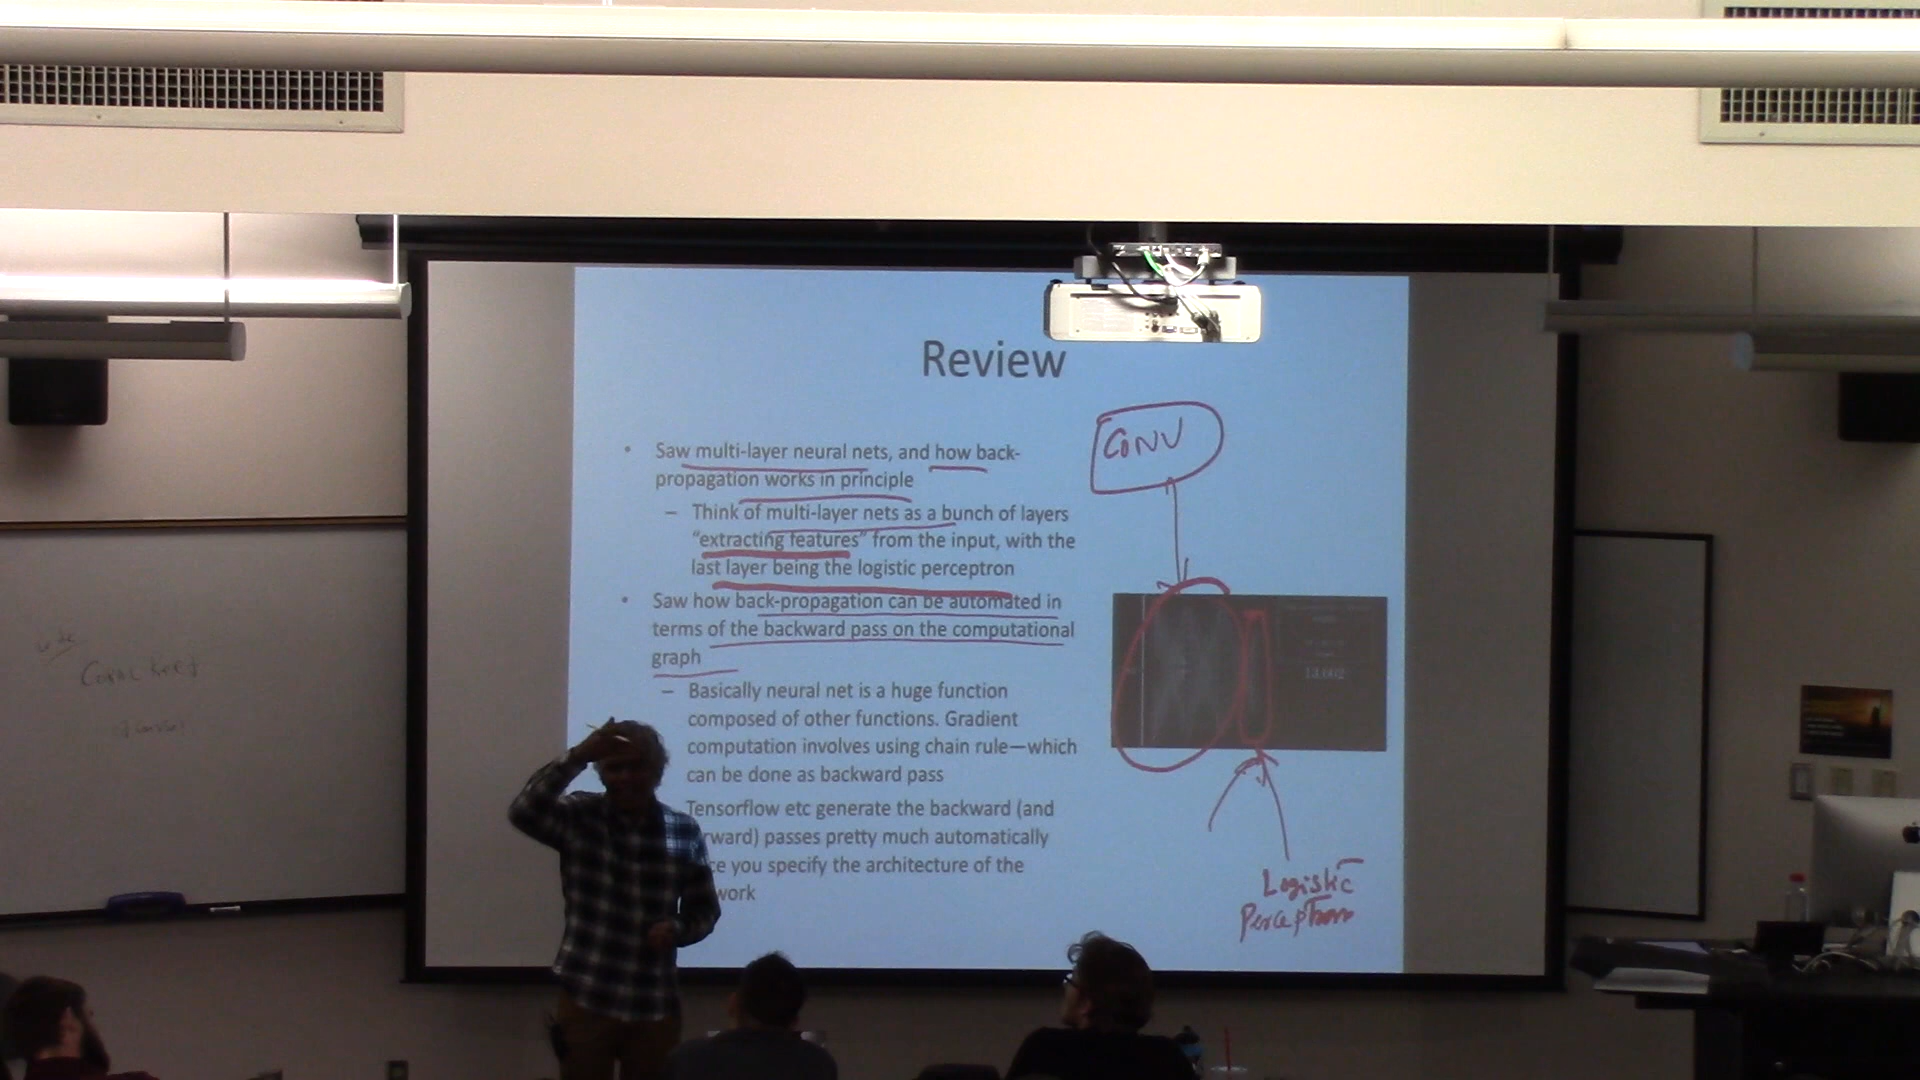 Review
CONV
• Saw multi-layer neural nets, and how back-
propagation works in principle
– Think of multi-layer nets as a bunch of layers
“extracting features” from the input, with the
last layer being the logistic perceptron
• Saw how back-propagation can be automated in
terms of the backward pass on the computational
graph
– Basically neural net is a huge function
composed of other functions. Gradient
computation involves using chain rule—which
can be done as backward pass
Tensorflow etc generate the backward (and
rward) passes pretty much automatically
ce you specify the architecture of the
work
Logistic
Perceptron